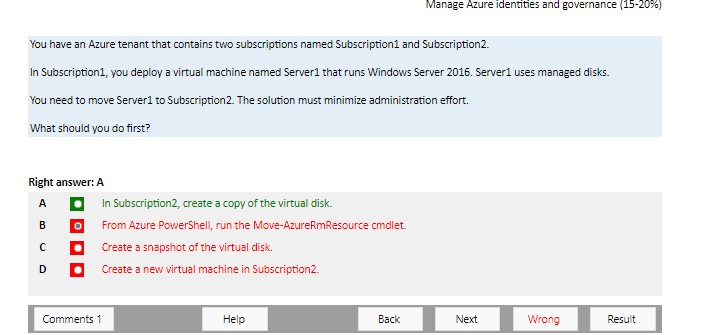 Manage Azure identities and governance (15-20%)
You have an Azure tenant that contains two subscriptions named Subscription1 and Subscription2.
In Subscription1, you deploy a virtual machine named Server1 that runs Windows Server 2016. Server1 uses managed disks.
You need to move Server1 to Subscription2. The solution must minimize administration effort.
What should you do first?
Right answer: A
A In Subscription2, create a copy of the virtual disk.
B From Azure PowerShell, run the Move-AzureRmResource cmdlet.
C Create a snapshot of the virtual disk.
D Create a new virtual machine in Subscription2.
Comments 1 Help Back Next Wrong Result